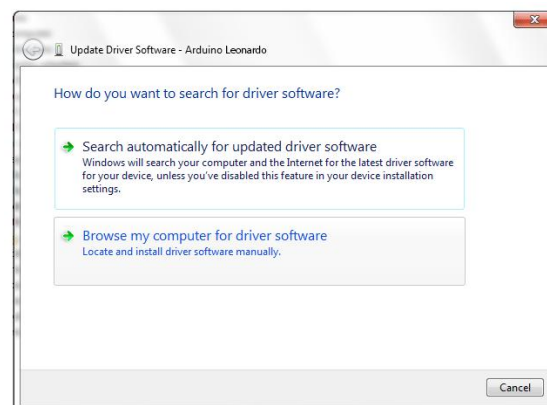 Update Driver Software - Arduino Leonardo
How do you want to search for driver software?
Search automatically for updated driver software
Windows will search your computer and the Internet for the latest driver software
for your device, unless you've disabled this feature in your device installation
settings.
Browse my computer for driver software
Locate and install driver software manually.
Cancel